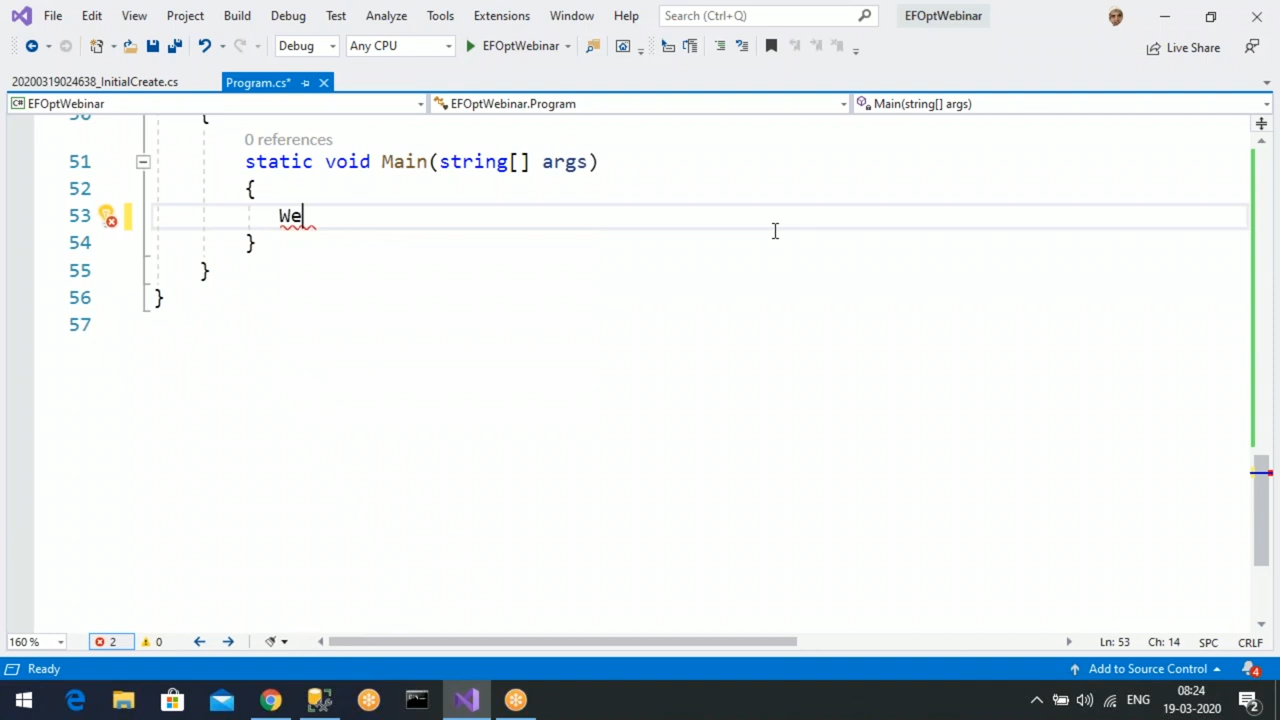 File Edit View Project Build Debug Test Analyze Tools Extensions Window Help Search (Ctrl+Q) EFOptWebinar
Debug Any CPU EFOptWebinar Live Share
20200319024638_InitialCreate.cs Program.cs*
C# EFOptWebinar EFOptWebinar.Program Main(string[] args)
50 {
0 references
51 static void Main(string[] args)
52 {
53 We
54 }
55 }
56 }
57
160 % 2 0 Ln: 53 Ch: 14 SPC CRLF
Ready Add to Source Control 4
ENG 08:24
19-03-2020 2